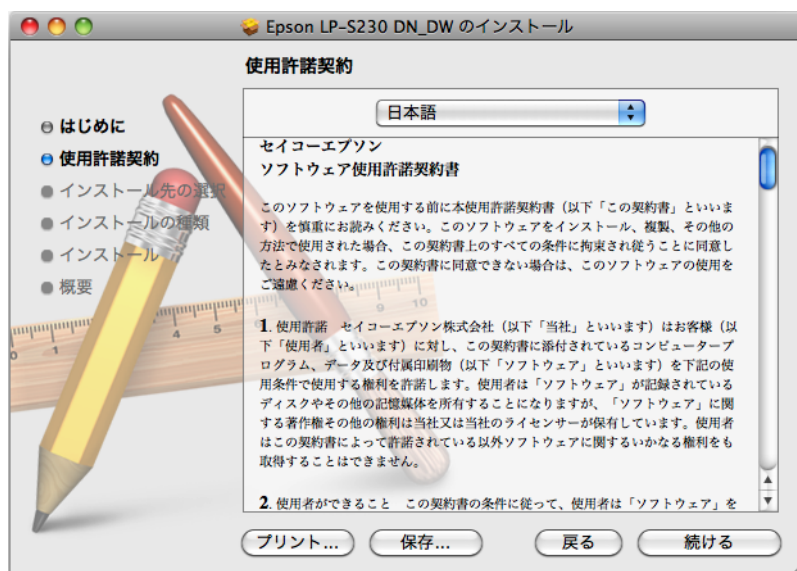 Epson LP-S230 DN_DW のインストール
使用許諾契約
はじめに
使用許諾契約
インストール先の選択
インストールの種類
インストール
概要
日本語
セイコーエプソン
ソフトウェア使用許諾契約書
このソフトウェアを使用する前に本使用許諾契約書（以下「この契約書」といいま
す）を慎重にお読みください。このソフトウェアをインストール、複製、その他の
方法で使用された場合、この契約書上のすべての条件に拘束され従うことに同意し
たとみなされます。この契約書に同意できない場合は、このソフトウェアの使用を
ご遠慮ください。
1. 使用許諾　セイコーエプソン株式会社（以下「当社」といいます）はお客様（以
下「使用者」といいます）に対し、この契約書に添付されているコンピュータープ
ログラム、データ及び付属印刷物（以下「ソフトウェア」といいます）を下記の使
用条件で使用する権利を許諾します。使用者は「ソフトウェア」が記録されている
ディスクやその他の記憶媒体を所有することになりますが、「ソフトウェア」に関
する著作権その他の権利は当社又は当社のライセンサーが保有しています。使用者
はこの契約書によって許諾されている以外ソフトウェアに関するいかなる権利をも
取得することはできません。
2. 使用者ができること　この契約書の条件に従って、使用者は「ソフトウェア」を
0 1 4 5 9 10
プリント... 保存... 戻る 続ける